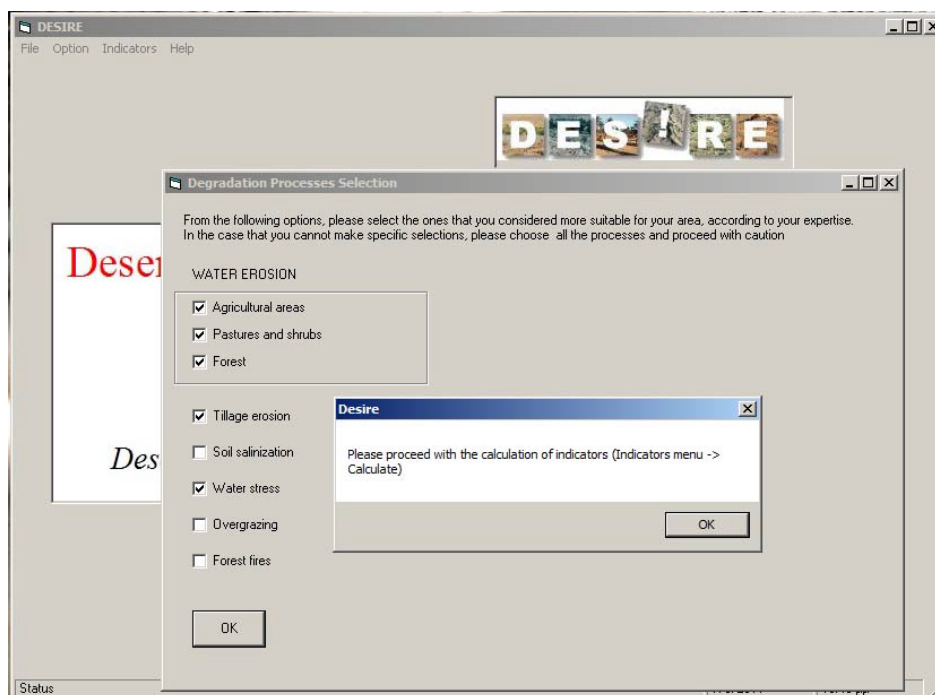 DESIRE
File Option Indicators Help
DES!RE
Degradation Processes Selection
From the following options, please select the ones that you considered more suitable for your area, according to your expertise.
In the case that you cannot make specific selections, please choose all the processes and proceed with caution
WATER EROSION
Agricultural areas
Pastures and shrubs
Forest
Tillage erosion
Soil salinization
Water stress
Overgrazing
Forest fires
OK
Desire
Please proceed with the calculation of indicators (Indicators menu ->
Calculate)
OK
Status